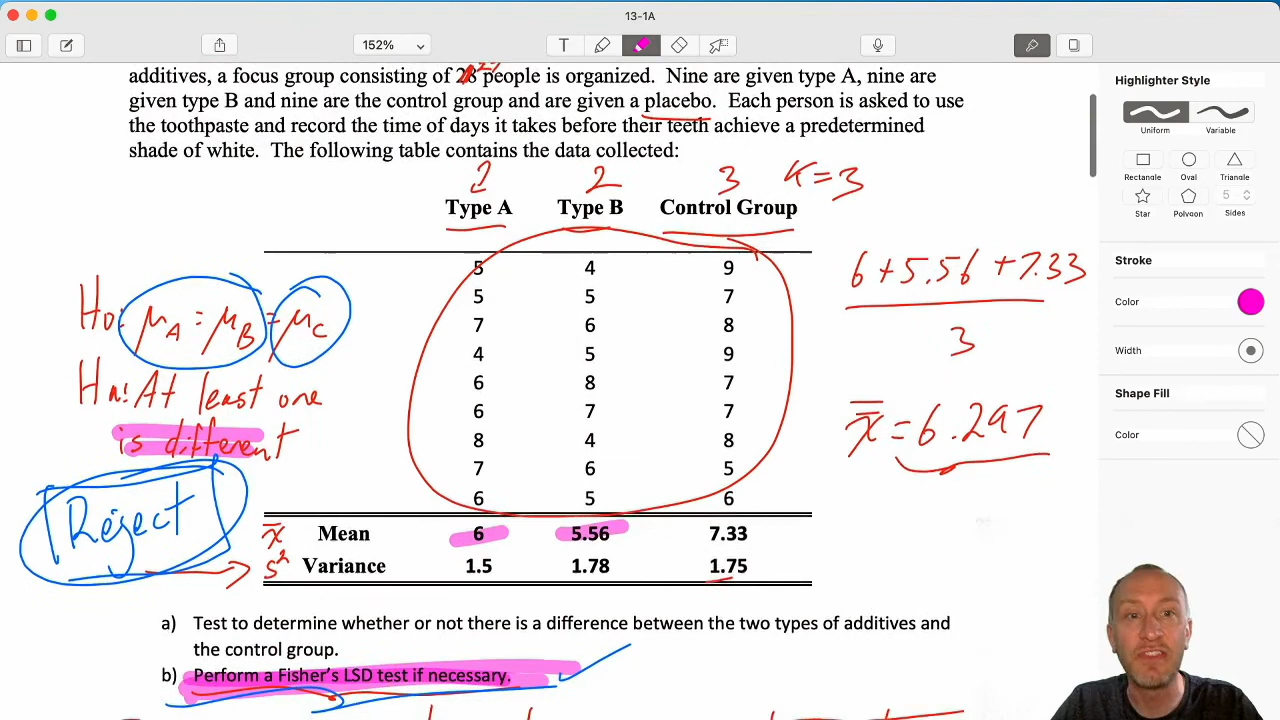 13-1A
152%
T
additives, a focus group consisting of 28 people is organized. Nine are given type A, nine are
27
given type B and nine are the control group and are given a placebo. Each person is asked to use
the toothpaste and record the time of days it takes before their teeth achieve a predetermined
shade of white. The following table contains the data collected:
1 2 3 K=3
Type A Type B Control Group
5 4 9
5 5 7
7 6 8
4 5 9
6 8 7
6 7 7
8 4 8
7 6 5
6 5 6
x̄ Mean 6 5.56 7.33
s² Variance 1.5 1.78 1.75
Ho: μA = μB = μC
Ha: At least one
is different
Reject
6+5.56+7.33
3
x̿ = 6.297
a) Test to determine whether or not there is a difference between the two types of additives and
the control group.
b) Perform a Fisher's LSD test if necessary.
Highlighter Style
Uniform Variable
Rectangle Oval Triangle
5
Star Polygon Sides
Stroke
Color
Width
Shape Fill
Color